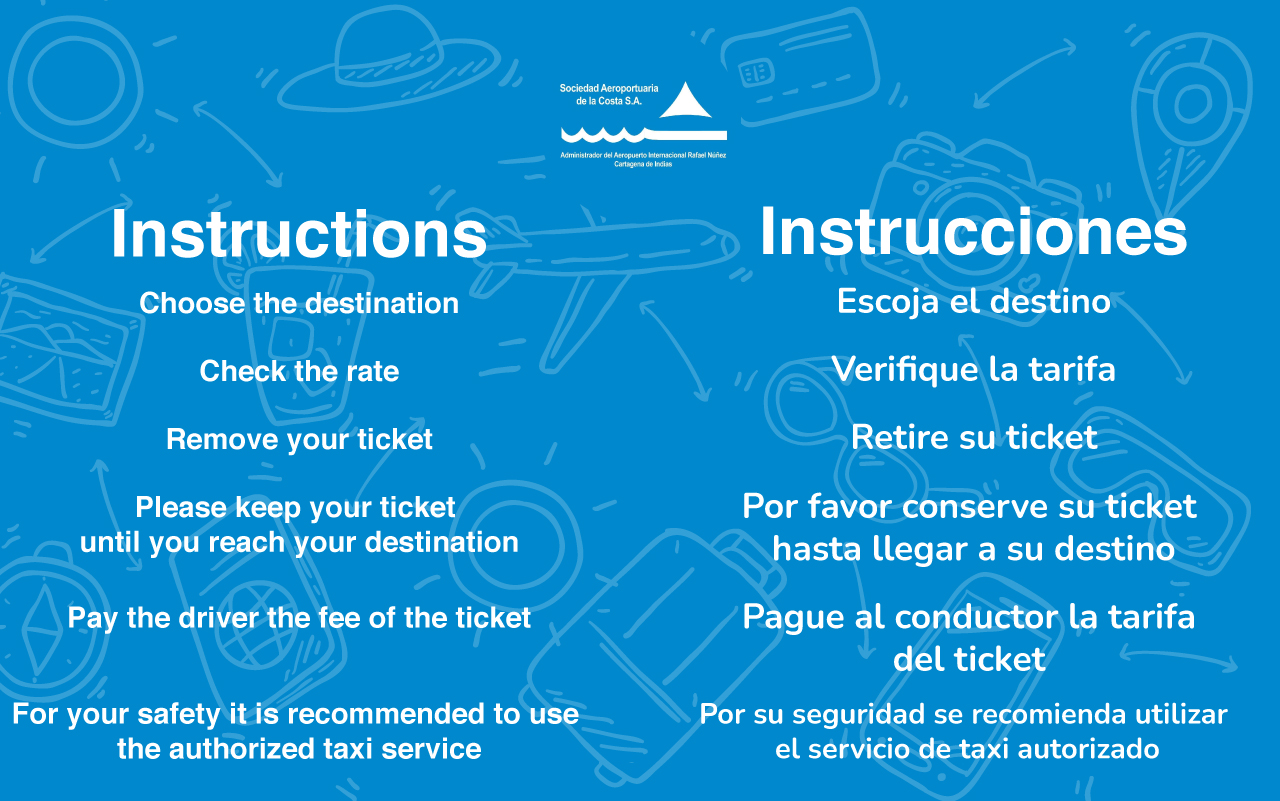 Sociedad Aeroportuaria
de la Costa S.A.
Administrador del Aeropuerto Internacional Rafael Núñez
Cartagena de Indias
Instructions
Choose the destination
Check the rate
Remove your ticket
Please keep your ticket
until you reach your destination
Pay the driver the fee of the ticket
For your safety it is recommended to use
the authorized taxi service
Instrucciones
Escoja el destino
Verifique la tarifa
Retire su ticket
Por favor conserve su ticket
hasta llegar a su destino
Pague al conductor la tarifa
del ticket
Por su seguridad se recomienda utilizar
el servicio de taxi autorizado